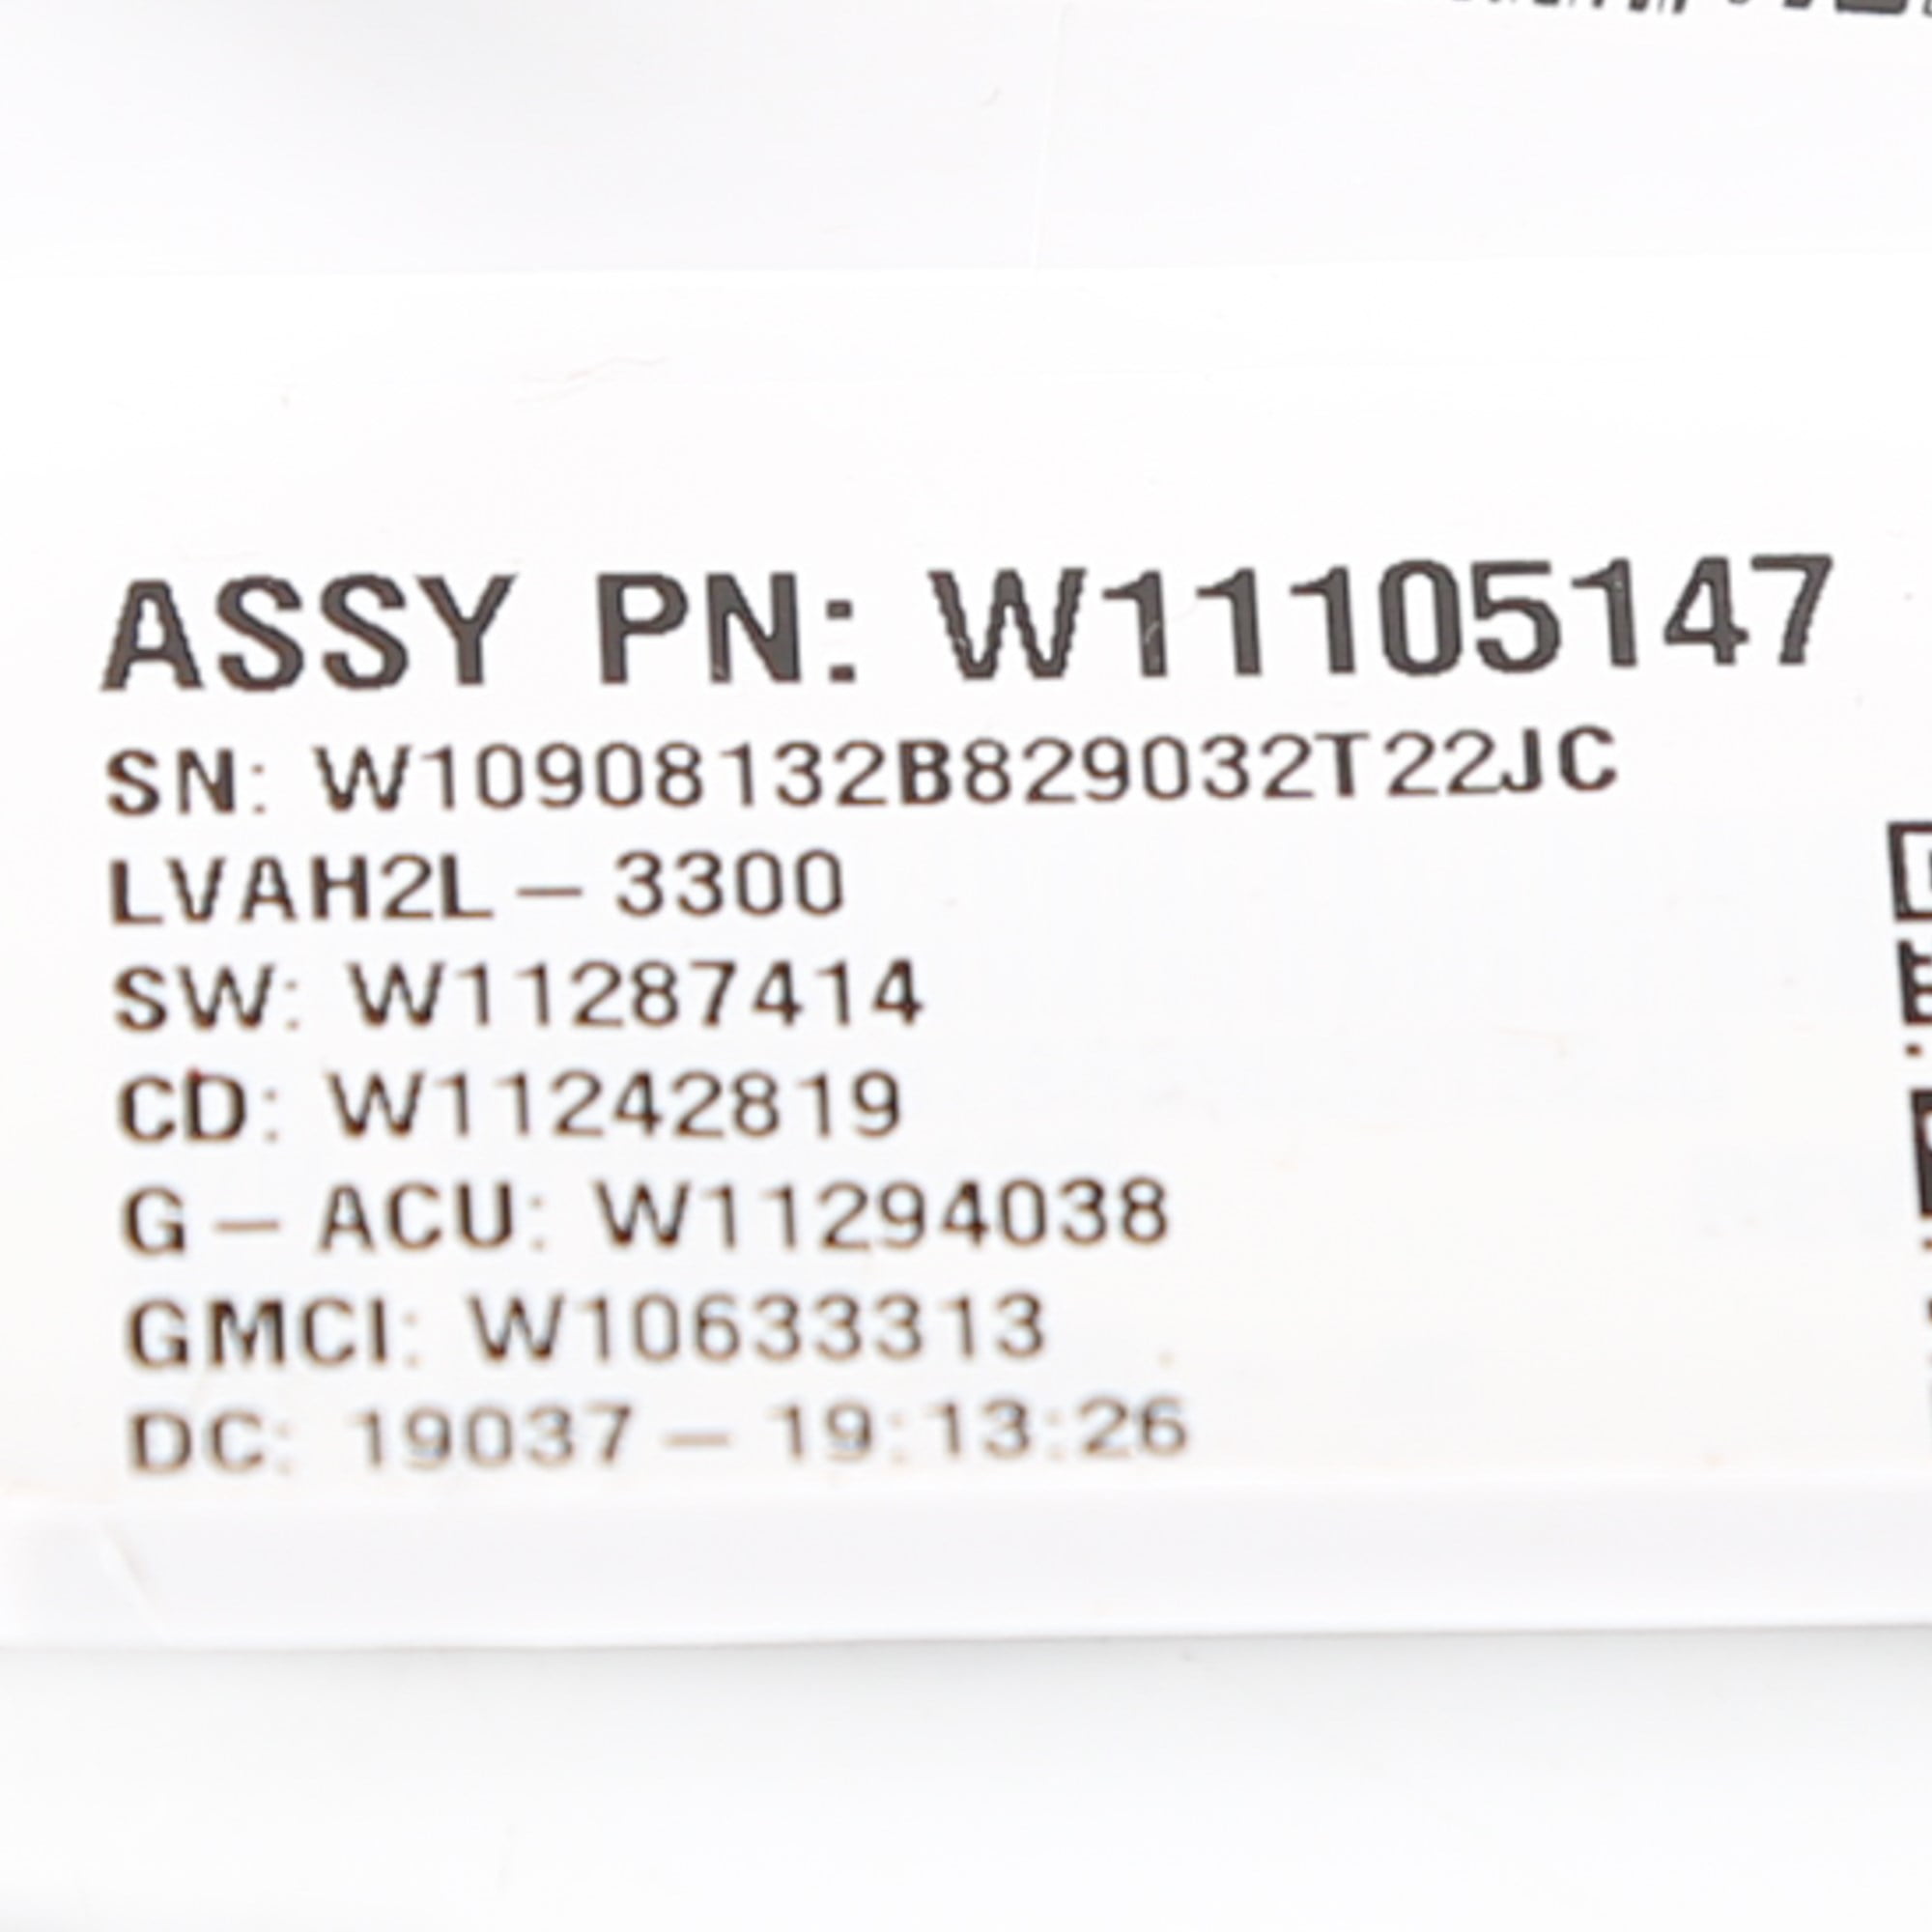 ASSY PN: W11105147
SN: W10908132B829032T22JC
LVAH2L-3300
SW: W11287414
CD: W11242819
G-ACU: W11294038
GMCI: W10633313
DC: 19037-19:13:26